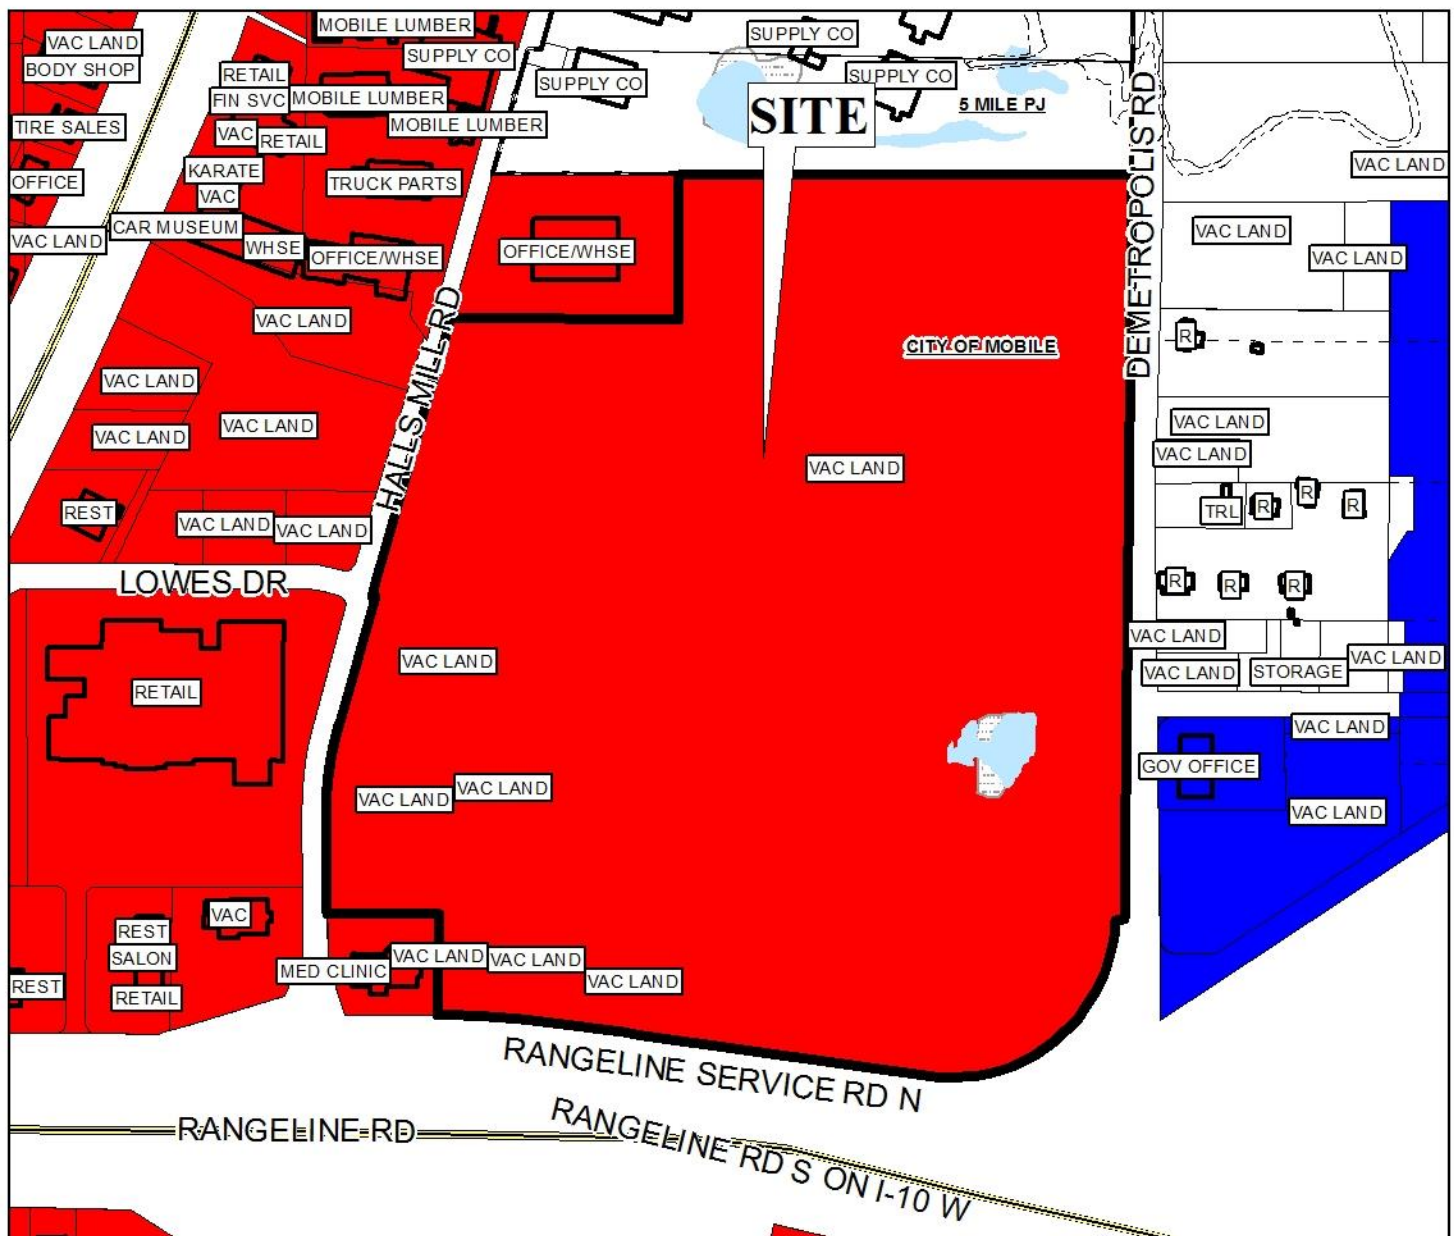 MOBILE LUMBER
VAC LAND
SUPPLY CO
SUPPLY CO
BODY SHOP
RETAIL
SUPPLY CO
SUPPLY CO
FIN SVC
MOBILE LUMBER
5 MILE PJ
SITE
TIRE SALES
VAC
RETAIL
MOBILE LUMBER
DEMETROPOLIS RD
VAC LAND
KARATE
OFFICE
TRUCK PARTS
VAC
CAR MUSEUM
VAC LAND
VAC LAND
WHSE
OFFICE/WHSE
OFFICE/WHSE
VAC LAND
VAC LAND
HALLS MILL RD
CITY OF MOBILE
R
VAC LAND
VAC LAND
VAC LAND
VAC LAND
VAC LAND
VAC LAND
VAC LAND
REST
VAC LAND
VAC LAND
TRL
R
R
R
LOWES DR
R
R
R
VAC LAND
VAC LAND
VAC LAND
STORAGE
VAC LAND
RETAIL
VAC LAND
GOV OFFICE
VAC LAND
VAC LAND
VAC LAND
VAC
REST
SALON
VAC LAND
VAC LAND
MED CLINIC
VAC LAND
REST
RETAIL
RANGELINE SERVICE RD N
RANGELINE RD
RANGELINE RD S ON I-10 W